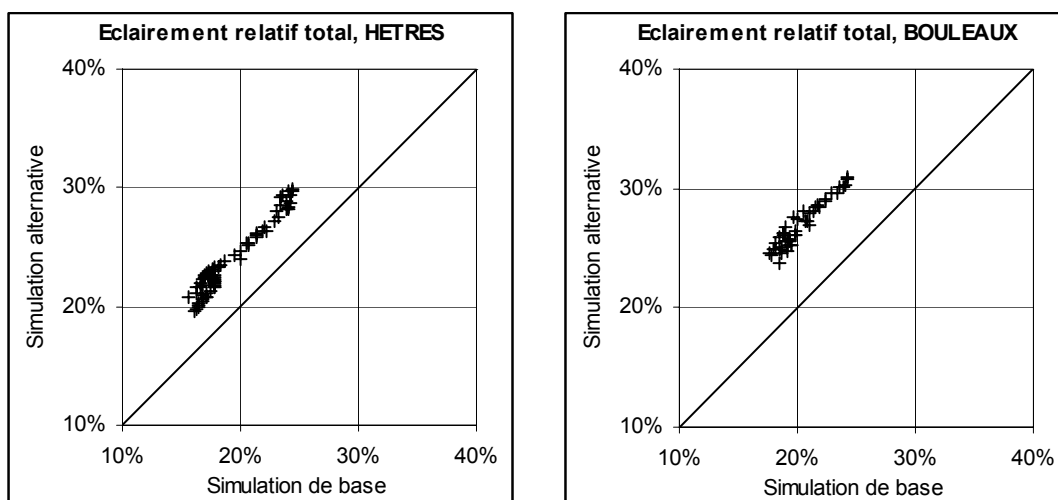 Eclairement relatif total, HETRES
40%
30%
20%
10%
10% 20% 30% 40%
Simulation alternative
Simulation de base
Eclairement relatif total, BOULEAUX
40%
30%
20%
10%
10% 20% 30% 40%
Simulation alternative
Simulation de base